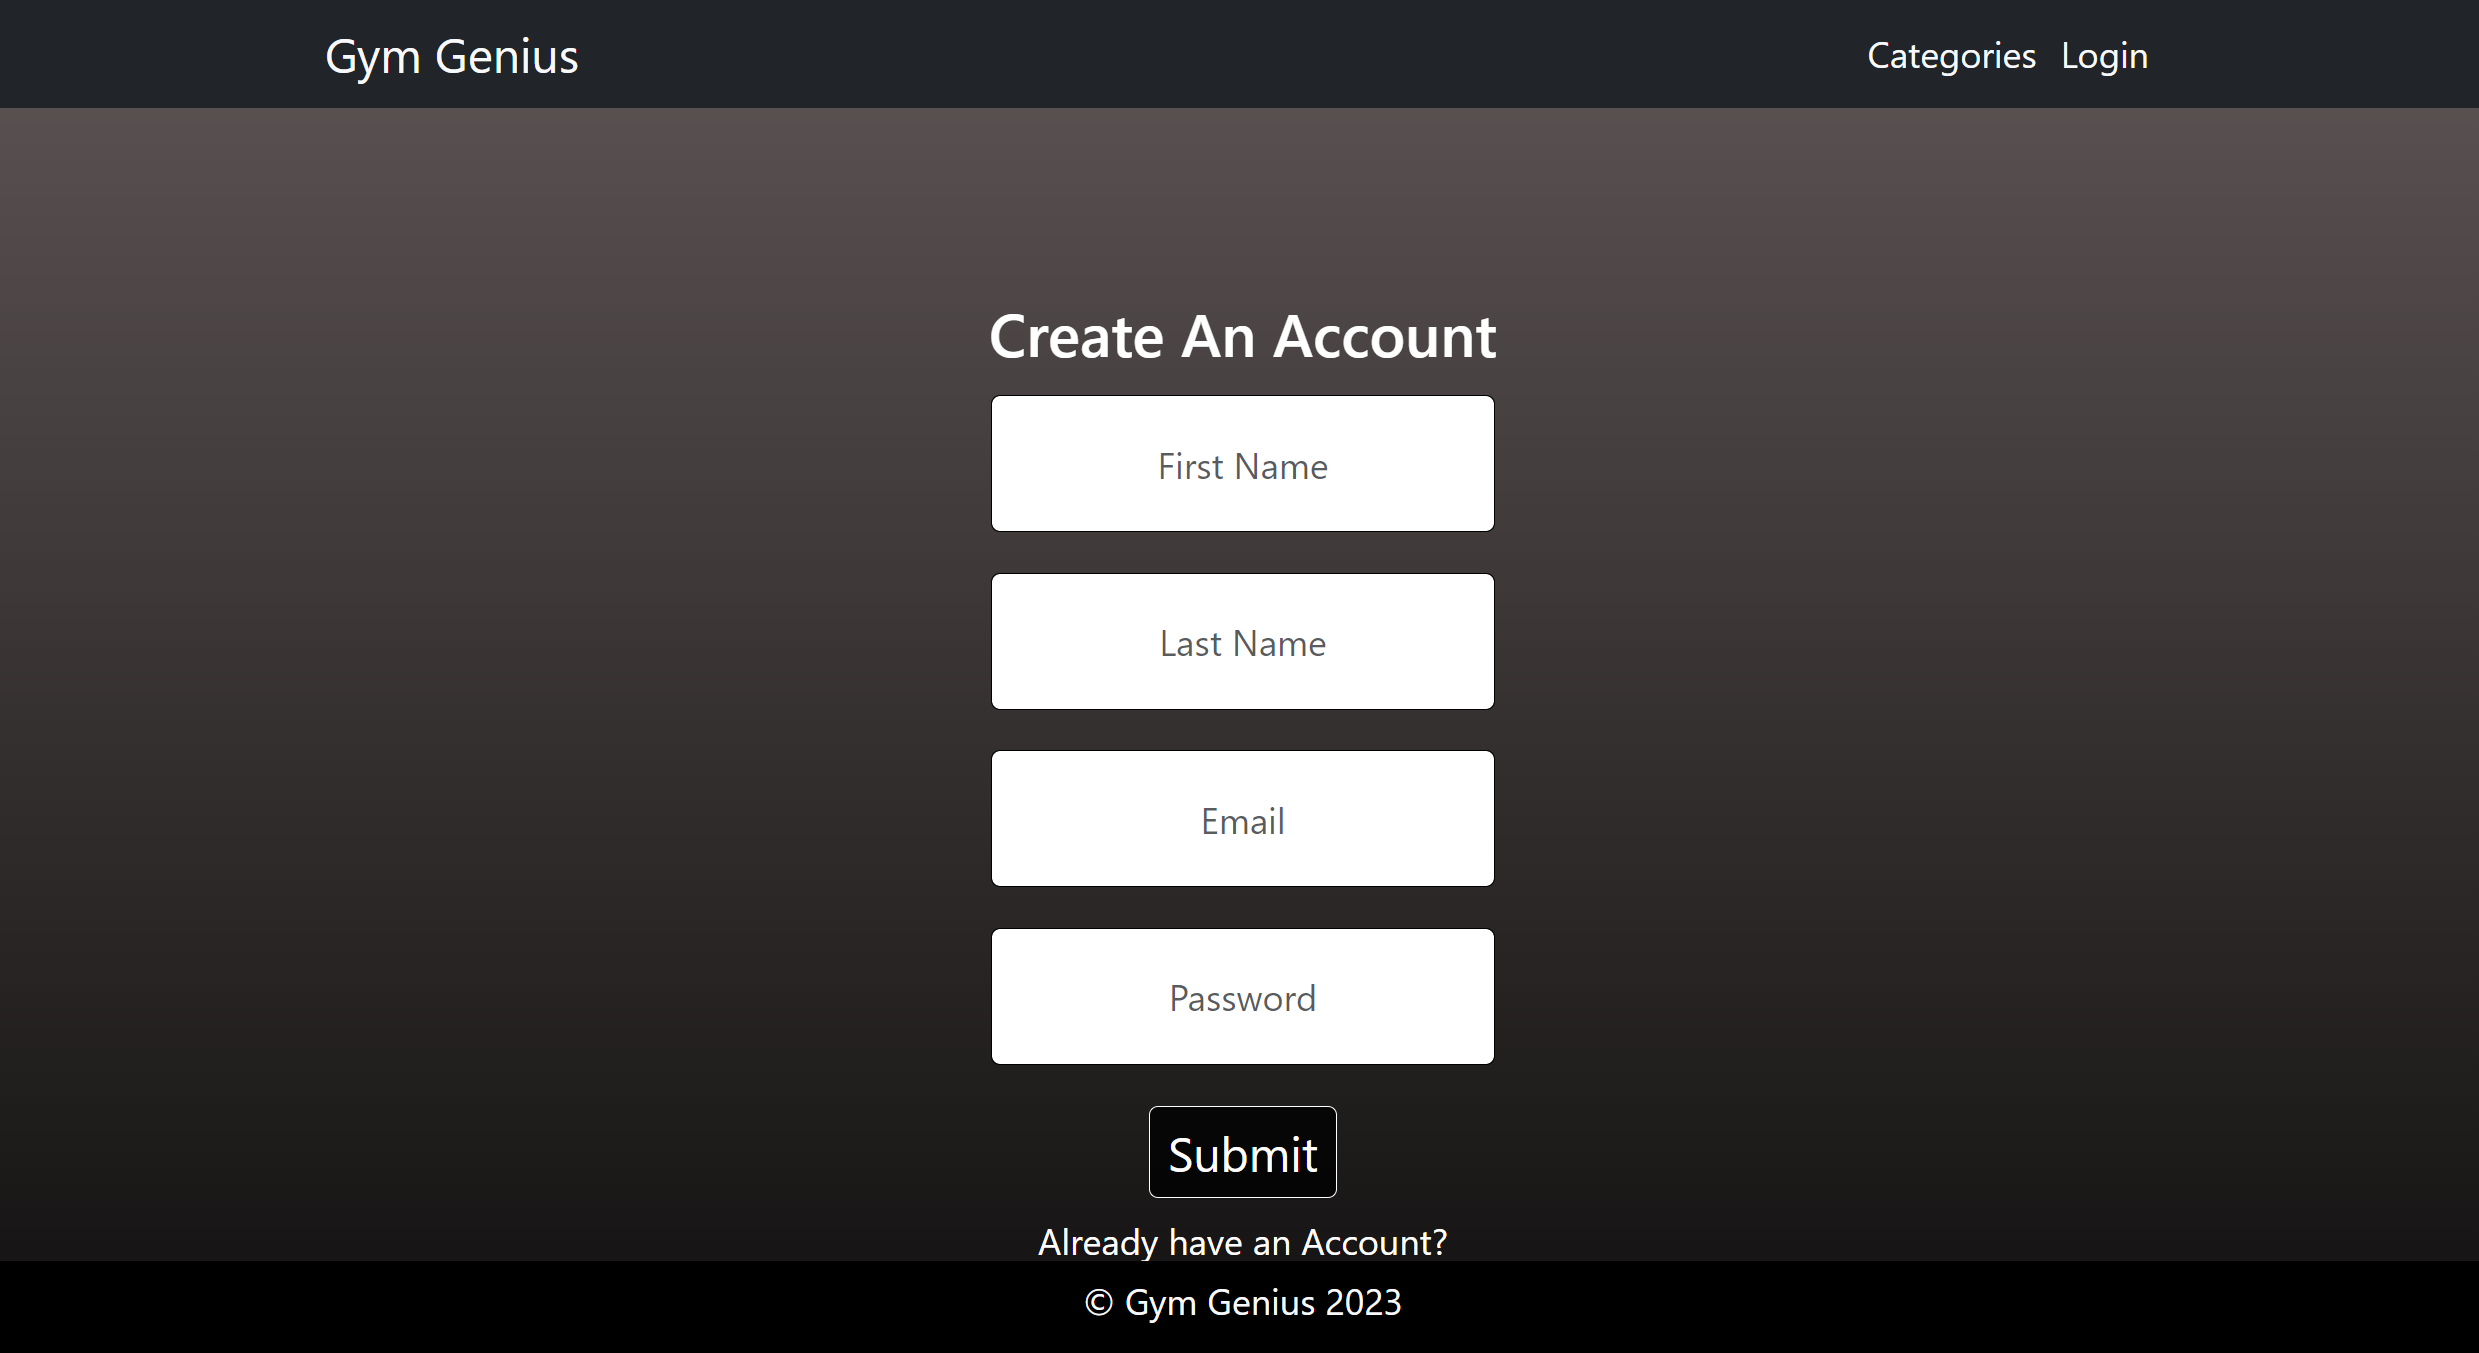 Gym Genius
Categories Login
Create An Account
First Name
Last Name
Email
Password
Submit
Already have an Account?
© Gym Genius 2023